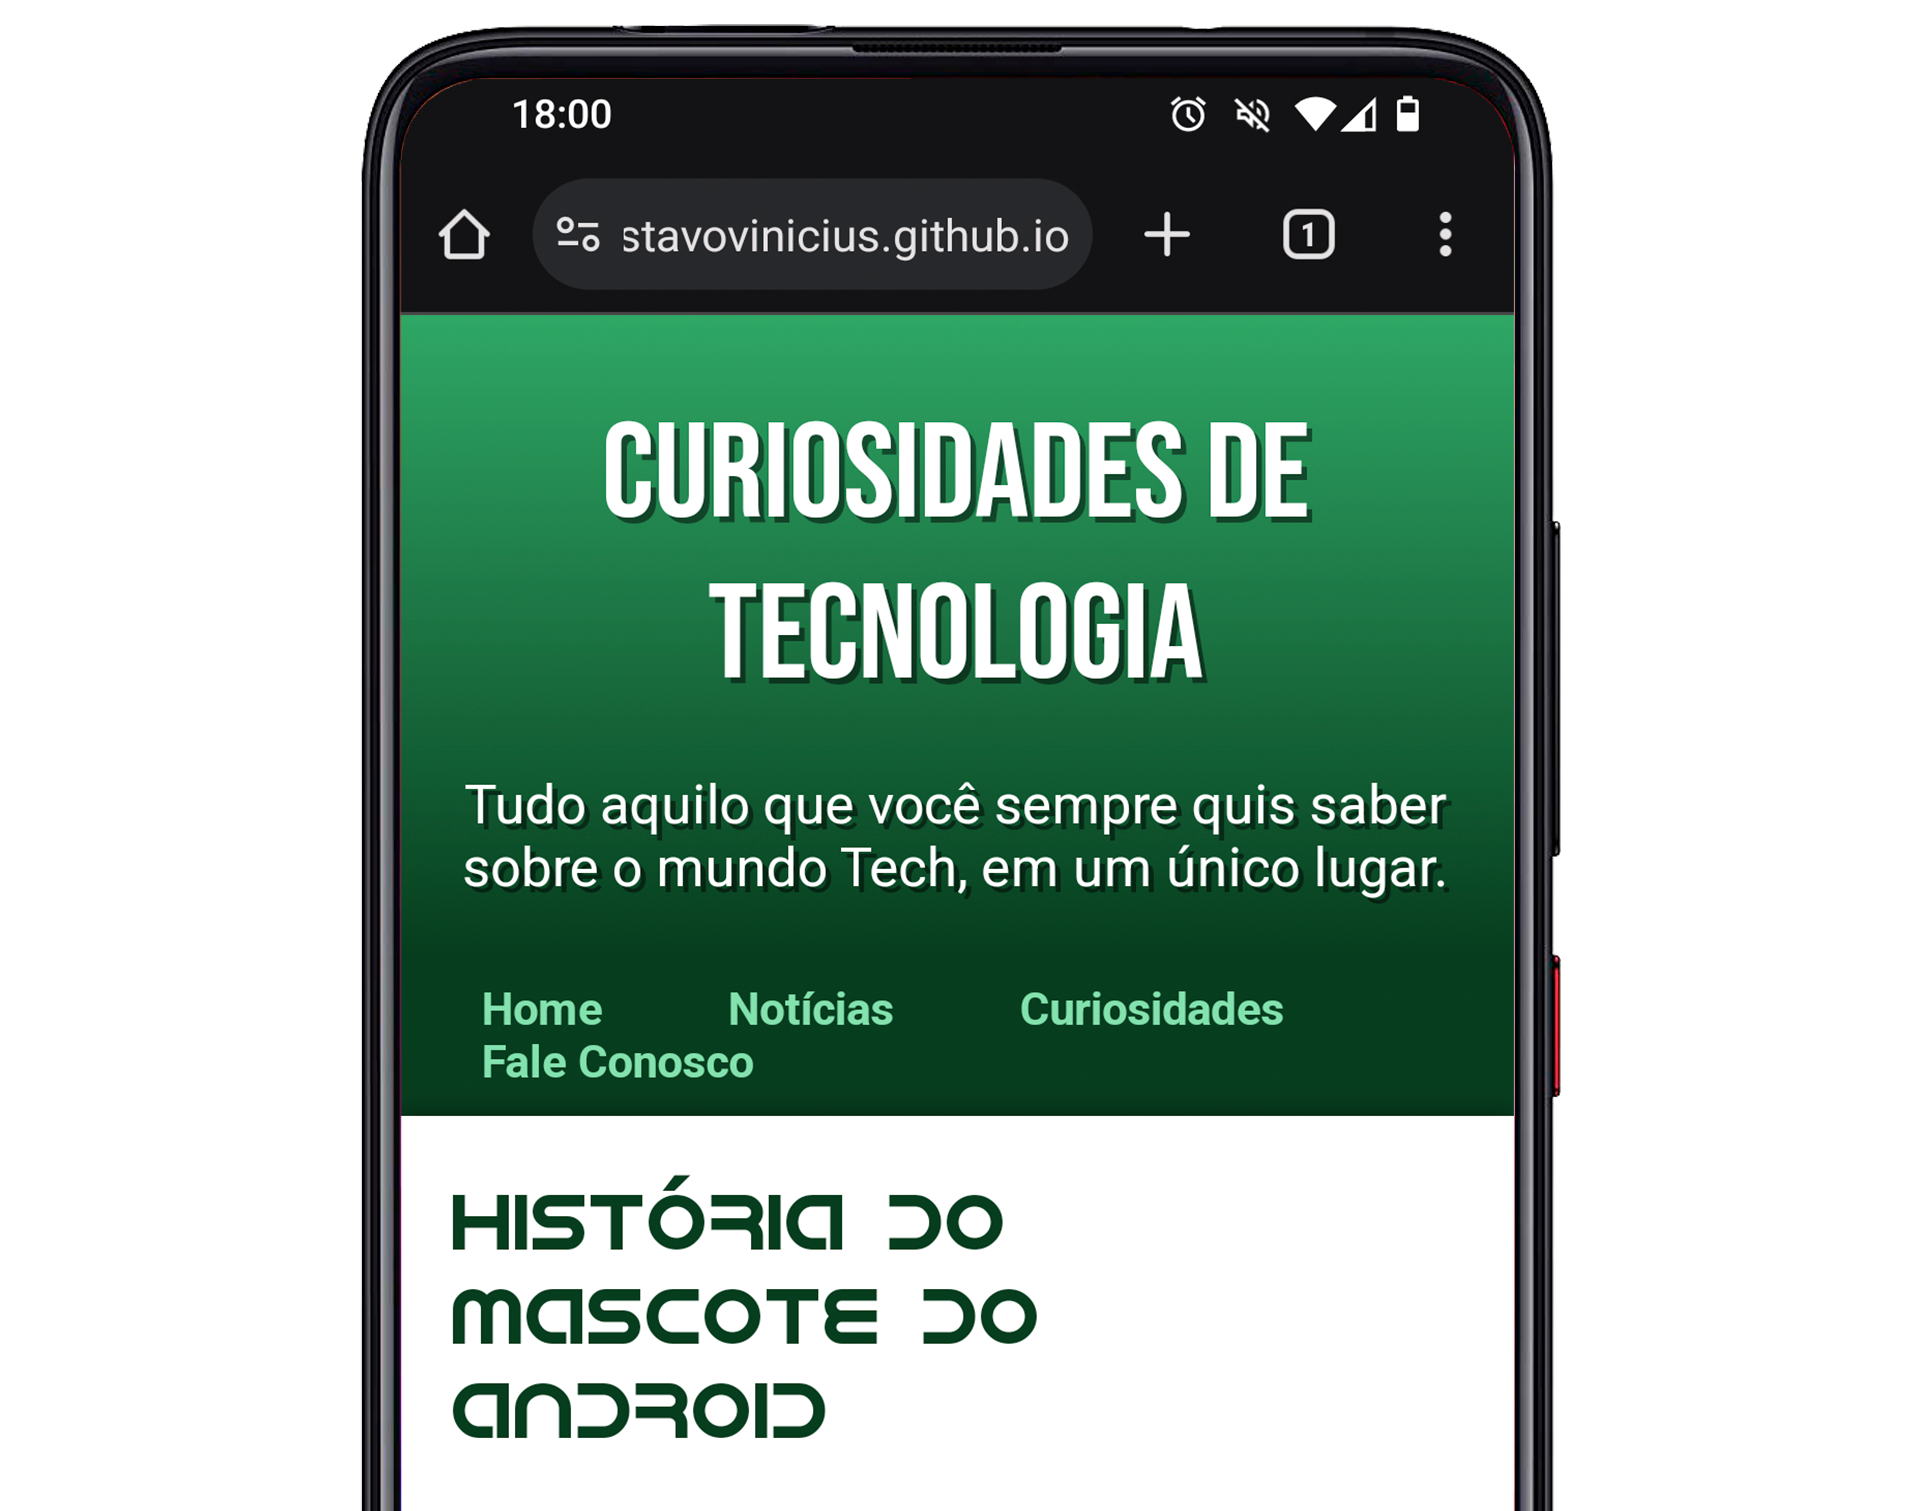 18:00
stavovinicius.github.io
1
CURIOSIDADES DE
TECNOLOGIA
Tudo aquilo que você sempre quis saber
sobre o mundo Tech, em um único lugar.
Home Notícias Curiosidades
Fale Conosco
HISTÓRIA DO
MASCOTE DO
ANDROID